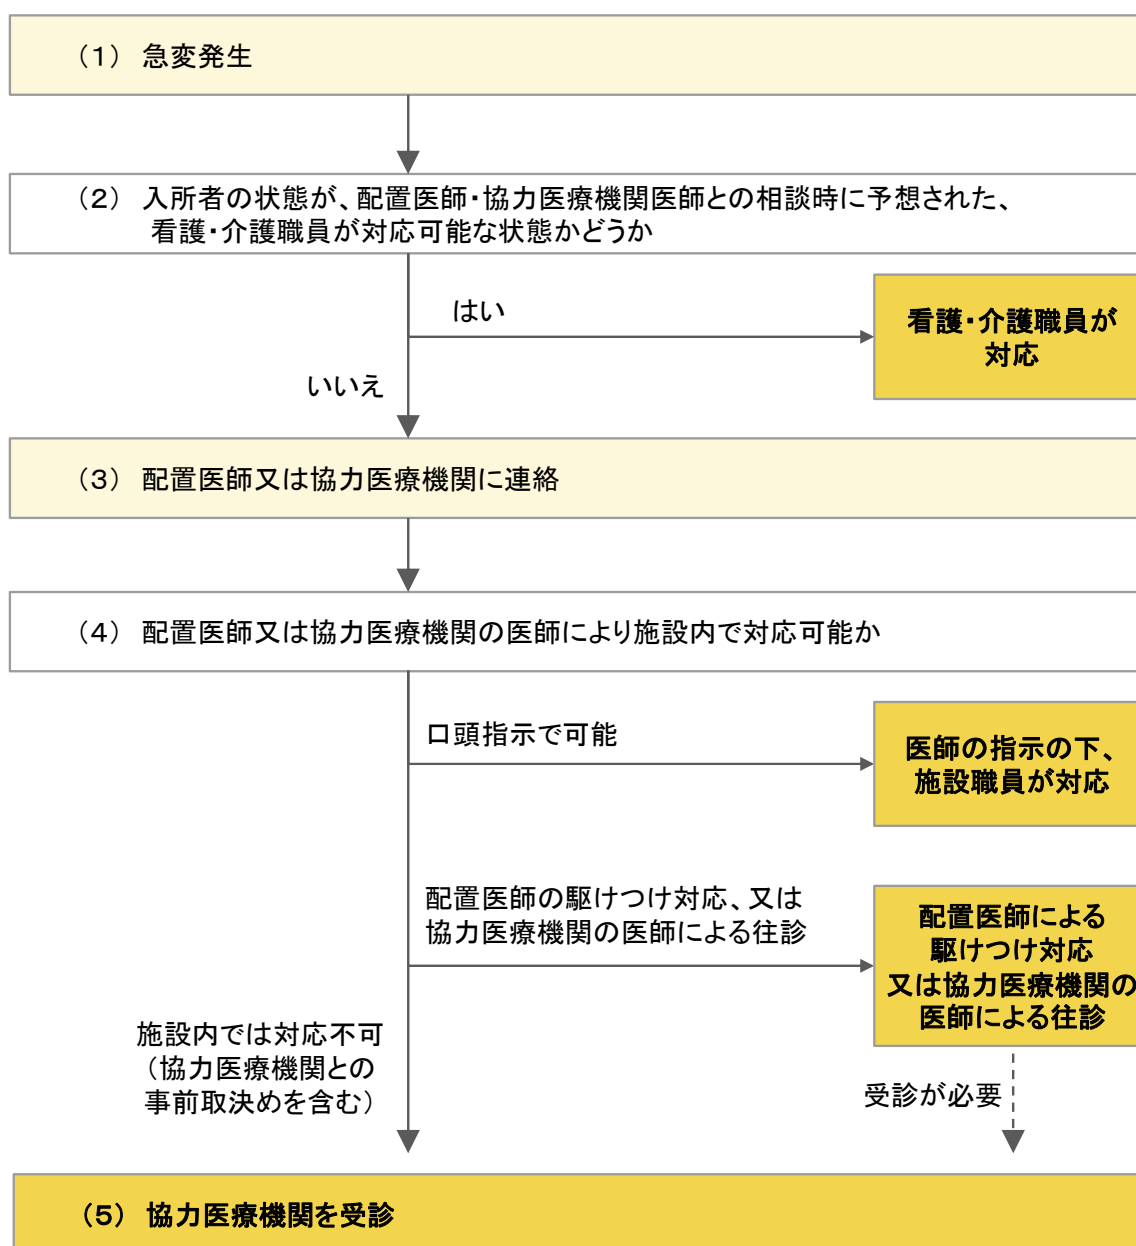 （１） 急変発生
（２） 入所者の状態が、配置医師・協力医療機関医師との相談時に予想された、
看護・介護職員が対応可能な状態かどうか
はい
看護・介護職員が
対応
いいえ
（３） 配置医師又は協力医療機関に連絡
（４） 配置医師又は協力医療機関の医師により施設内で対応可能か
口頭指示で可能
医師の指示の下、
施設職員が対応
配置医師の駆けつけ対応、又は
協力医療機関の医師による往診
配置医師による
駆けつけ対応
又は協力医療機関の
医師による往診
施設内では対応不可
（協力医療機関との
事前取決めを含む）
受診が必要
（５） 協力医療機関を受診